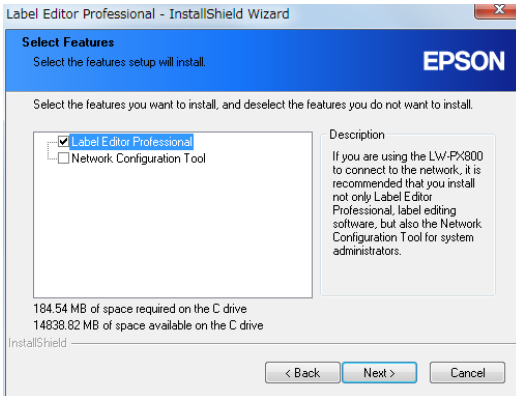 Label Editor Professional - InstallShield Wizard
X
Select Features
Select the features setup will install.
EPSON
Select the features you want to install, and deselect the features you do not want to install.
Label Editor Professional
Network Configuration Tool
Description
If you are using the LW-PX800
to connect to the network, it is
recommended that you install
not only Label Editor
Professional, label editing
software, but also the Network
Configuration Tool for system
administrators.
184.54 MB of space required on the C drive
14838.82 MB of space available on the C drive
InstallShield
< Back
Next >
Cancel